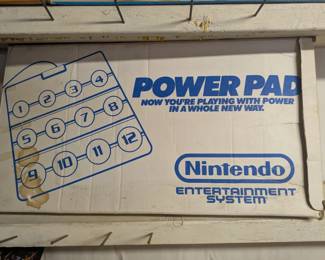 POWER PAD
NOW YOU'RE PLAYING WITH POWER
IN A WHOLE NEW WAY.
1 2 3 4
5 6 7 8
9 10 11 12
Nintendo
ENTERTAINMENT
SYSTEM